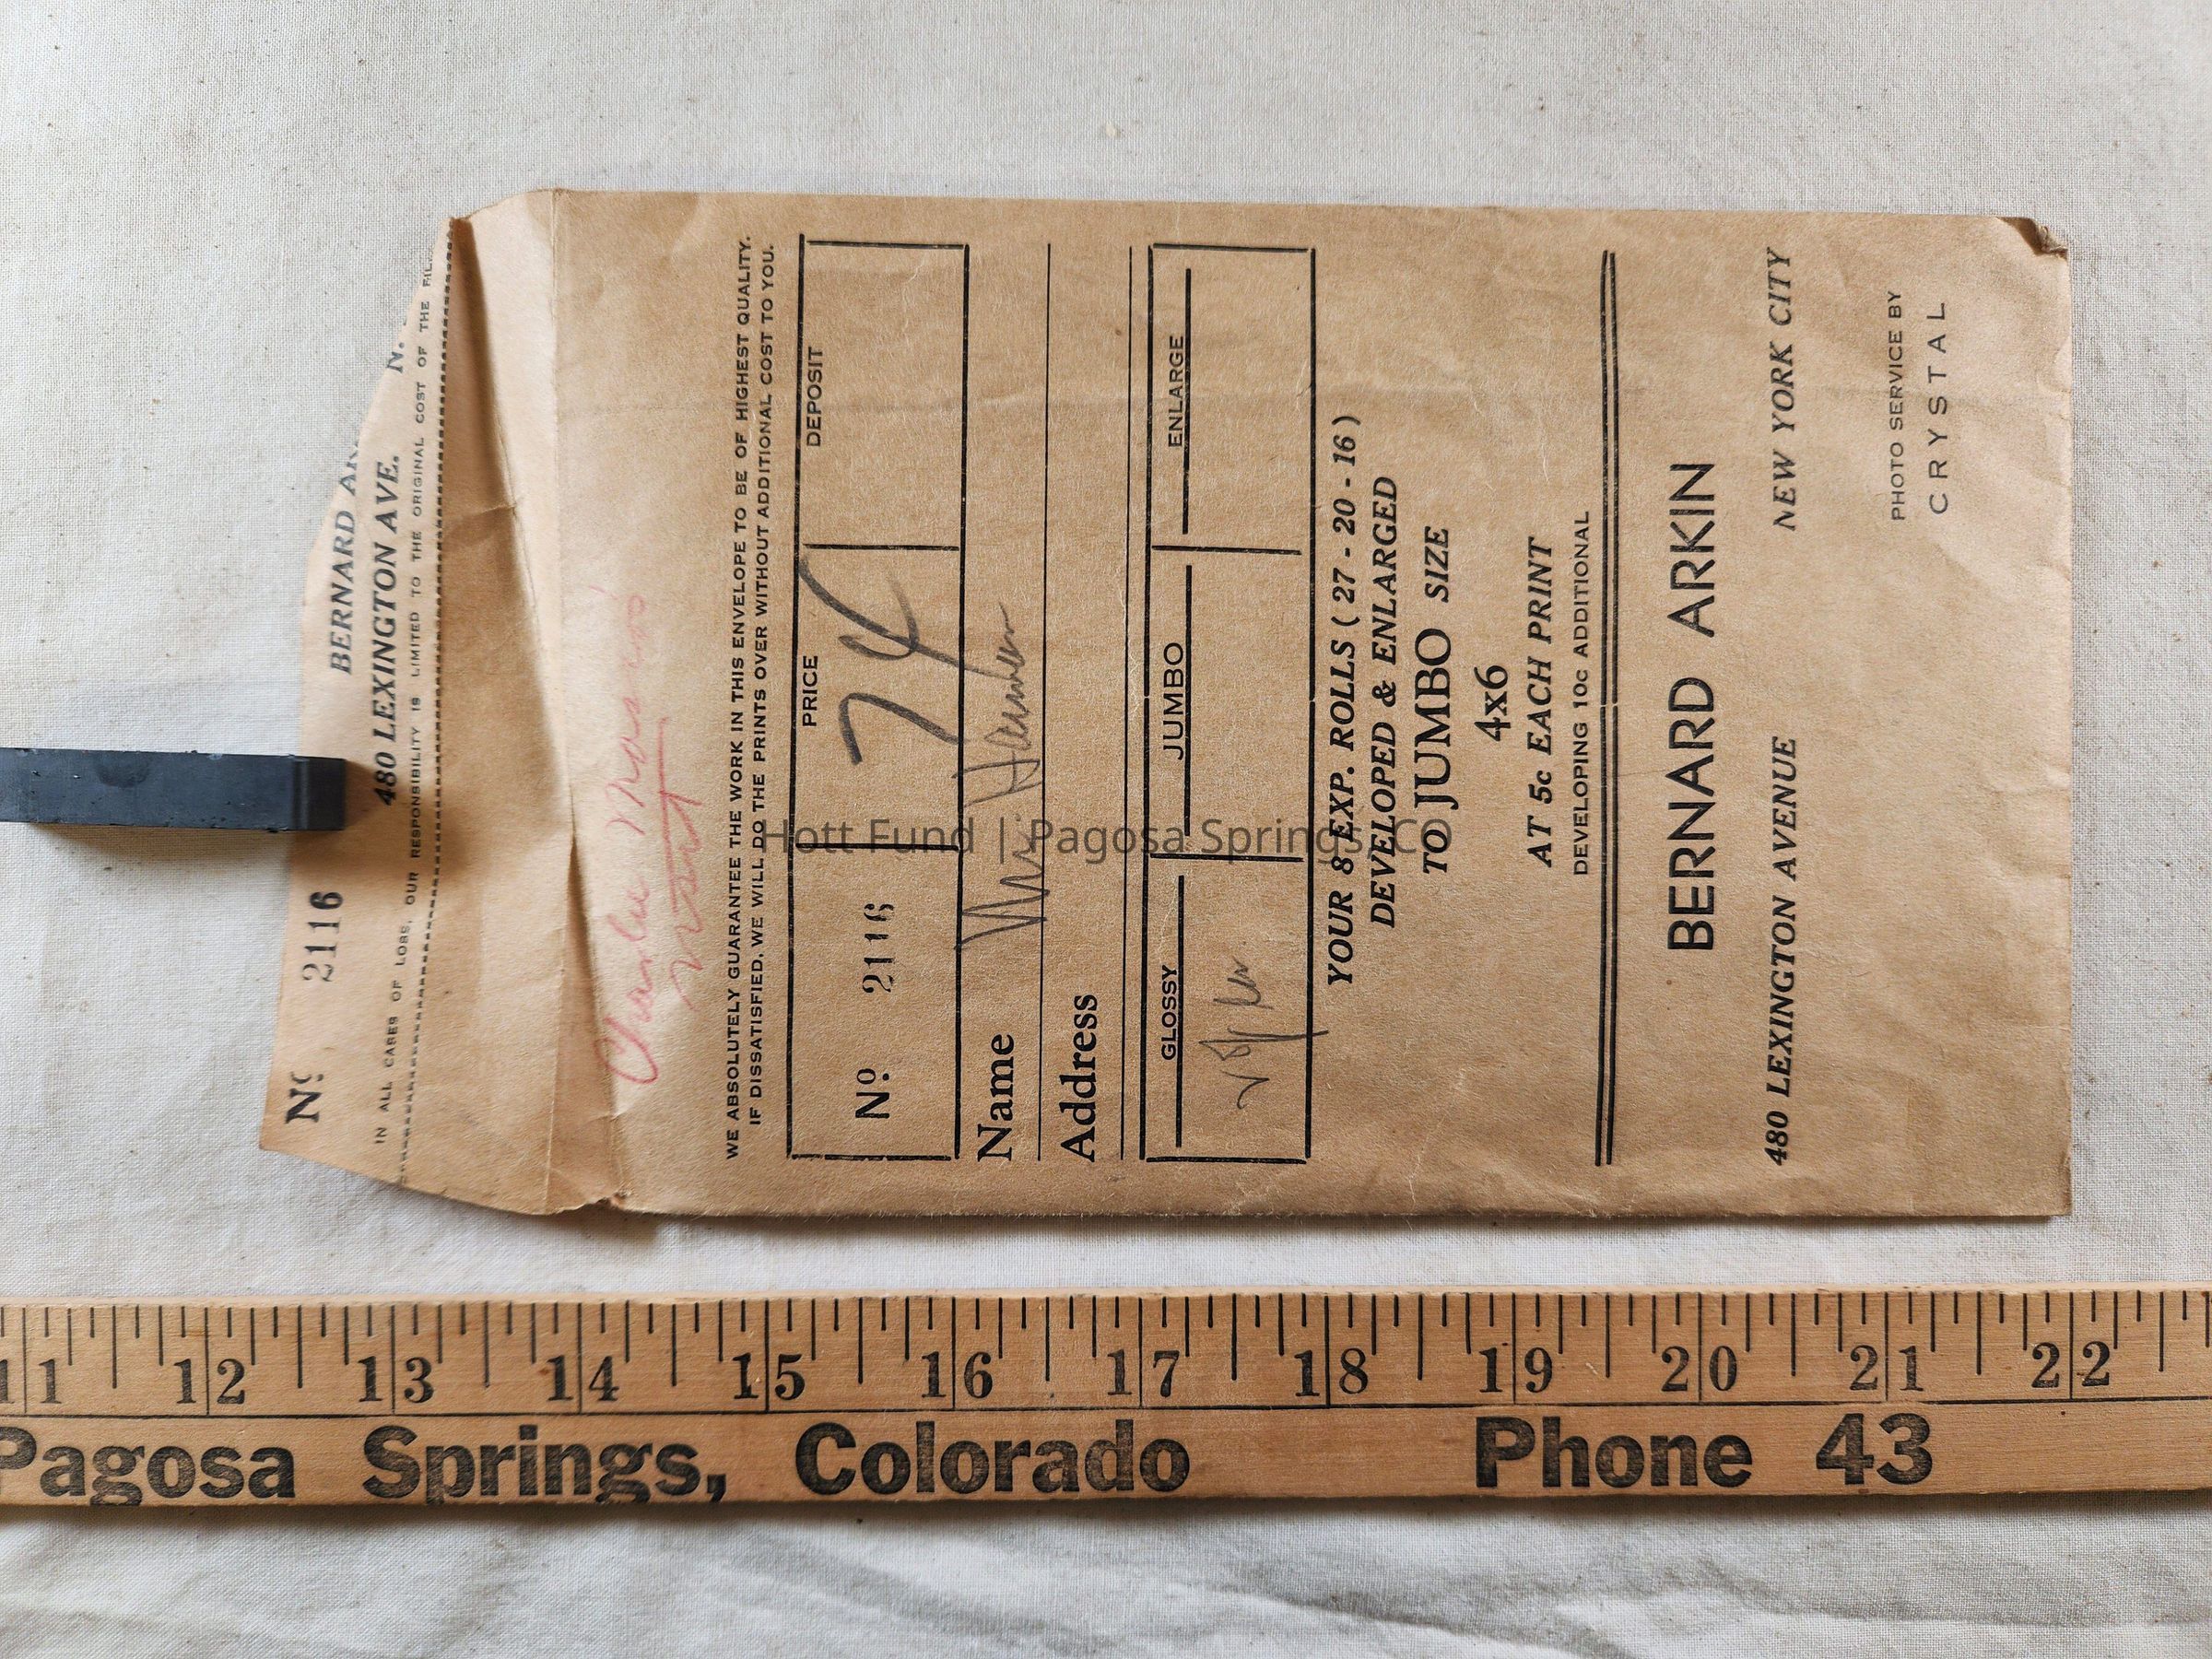 Nº 2116
BERNARD AR
480 LEXINGTON AVE. N.
IN ALL CASES OF LOSS, OUR RESPONSIBILITY IS LIMITED TO THE ORIGINAL COST OF THE FIL
Charlie
WE ABSOLUTELY GUARANTEE THE WORK IN THIS ENVELOPE TO BE OF HIGHEST QUALITY.
IF DISSATISFIED, WE WILL DO THE PRINTS OVER WITHOUT ADDITIONAL COST TO YOU.
Nº 2116
PRICE
74
DEPOSIT
Name
Address
GLOSSY
JUMBO
ENLARGE
YOUR 8 EXP. ROLLS ( 27 - 20 - 16 )
DEVELOPED & ENLARGED
TO JUMBO SIZE
4x6
AT 5c EACH PRINT
DEVELOPING 10c ADDITIONAL
BERNARD ARKIN
480 LEXINGTON AVENUE NEW YORK CITY
PHOTO SERVICE BY
CRYSTAL
Hott Fund | Pagosa Springs, CO
11 12 13 14 15 16 17 18 19 20 21 22
Pagosa Springs, Colorado Phone 43